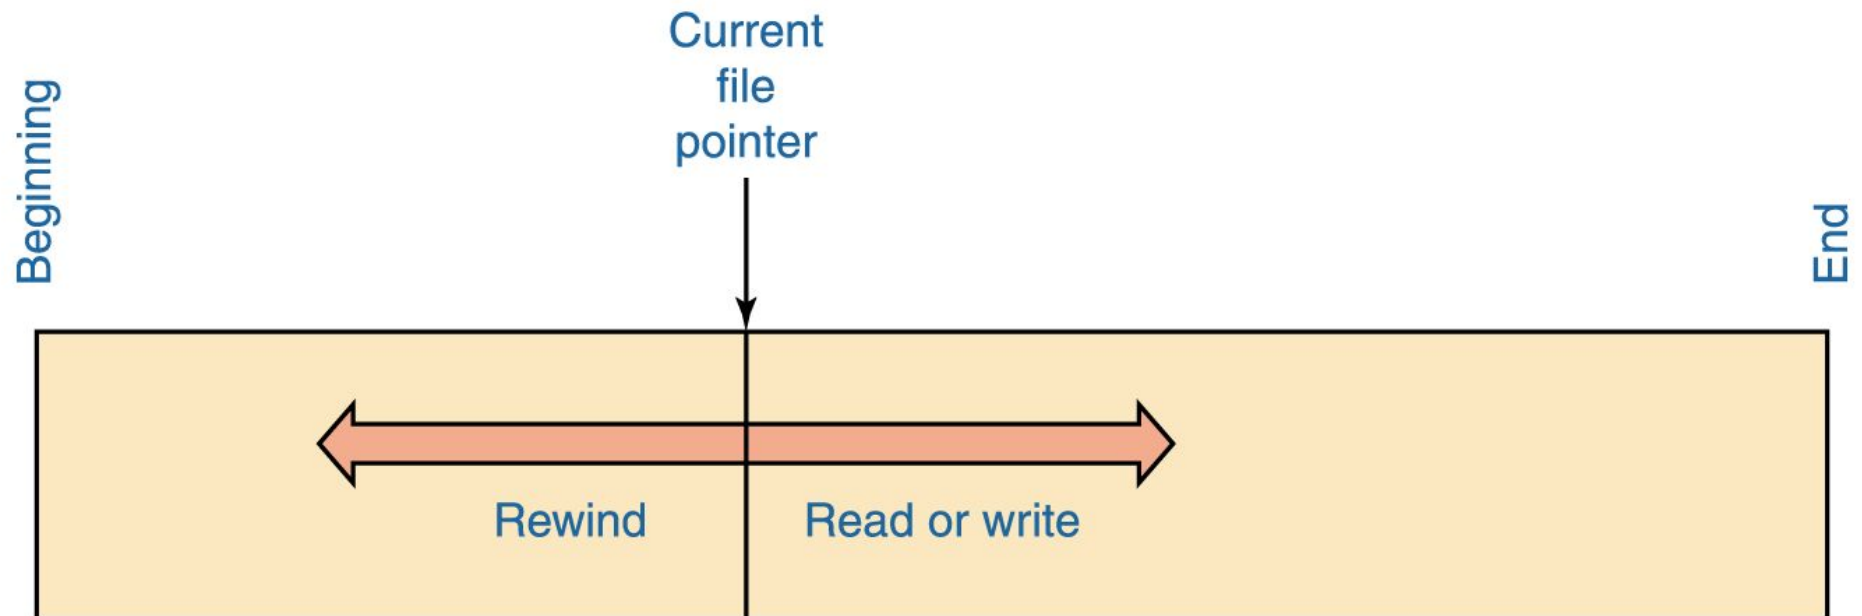 Current
file
pointer
Beginning
End
Rewind
Read or write